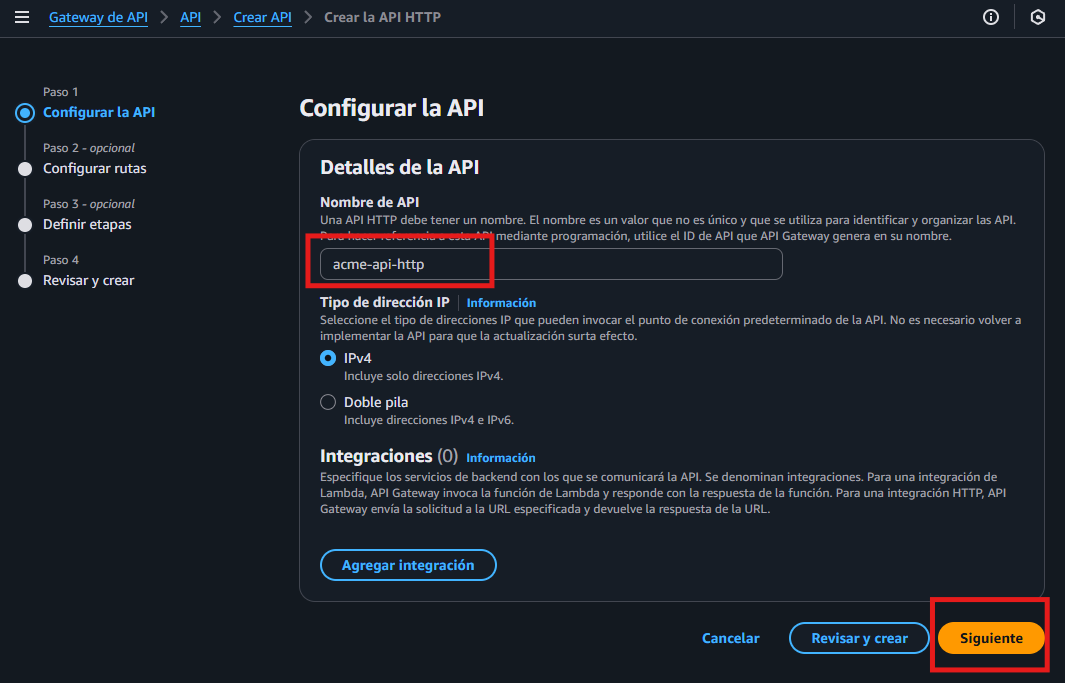 Gateway de API > API > Crear API > Crear la API HTTP
Paso 1
Configurar la API
Paso 2 - opcional
Configurar rutas
Paso 3 - opcional
Definir etapas
Paso 4
Revisar y crear
Configurar la API
Detalles de la API
Nombre de API
Una API HTTP debe tener un nombre. El nombre es un valor que no es único y que se utiliza para identificar y organizar las API.
Para hacer referencia a esta API mediante programación, utilice el ID de API que API Gateway genera en su nombre.
acme-api-http
Tipo de dirección IP | Información
Seleccione el tipo de direcciones IP que pueden invocar el punto de conexión predeterminado de la API. No es necesario volver a
implementar la API para que la actualización surta efecto.
IPv4
Incluye solo direcciones IPv4.
Doble pila
Incluye direcciones IPv4 e IPv6.
Integraciones (0) Información
Especifique los servicios de backend con los que se comunicará la API. Se denominan integraciones. Para una integración de
Lambda, API Gateway invoca la función de Lambda y responde con la respuesta de la función. Para una integración HTTP, API
Gateway envía la solicitud a la URL especificada y devuelve la respuesta de la URL.
Agregar integración
Cancelar
Revisar y crear
Siguiente